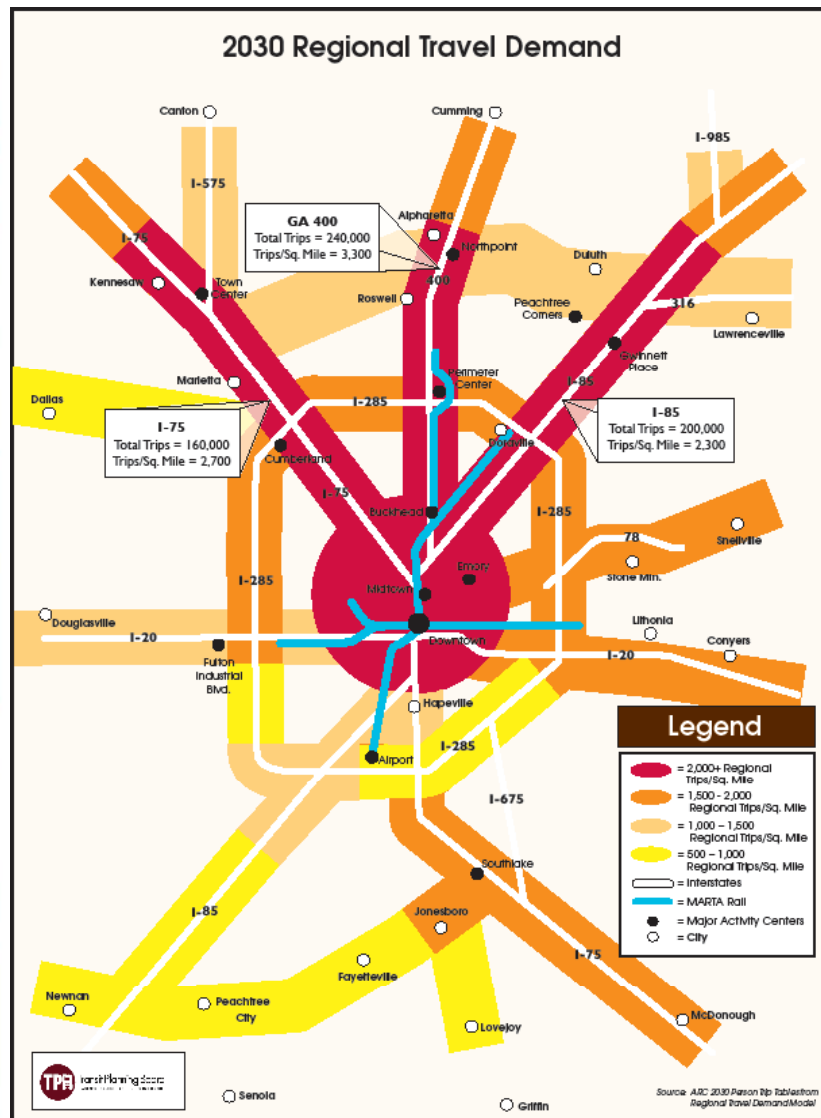 2030 Regional Travel Demand
Canton
Cumming
I-985
I-575
GA 400
Total Trips = 240,000
Trips/Sq. Mile = 3,300
Alpharetta
I-75
Northpoint
Duluth
Kennesaw
Town
Center
400
Roswell
Peachtree
Corners
316
Lawrenceville
Gwinnett
Place
Marietta
Perimeter
Center
I-85
Dallas
I-285
I-75
Total Trips = 160,000
Trips/Sq. Mile = 2,700
I-85
Total Trips = 200,000
Trips/Sq. Mile = 2,300
Doraville
Cumberland
I-75
Buckhead
I-285
78
Snellville
Emory
Stone Mtn.
I-285
Midtown
Douglasville
Lithonia
I-20
Downtown
I-20
Conyers
Fulton
Industrial
Blvd.
Hapeville
Legend
I-285
Airport
= 2,000+ Regional
Trips/Sq. Mile
= 1,500 - 2,000
Regional Trips/Sq. Mile
I-675
= 1,000 – 1,500
Regional Trips/Sq. Mile
= 500 – 1,000
Regional Trips/Sq. Mile
Southlake
= Interstates
= MARTA Rail
I-85
Jonesboro
= Major Activity Centers
= City
I-75
Fayetteville
Newnan
Peachtree
City
Lovejoy
McDonough
TPB
Transit Planning Board
Senoia
Griffin
Source: ARC 2030 Person Trip Tables from
Regional Travel Demand Model